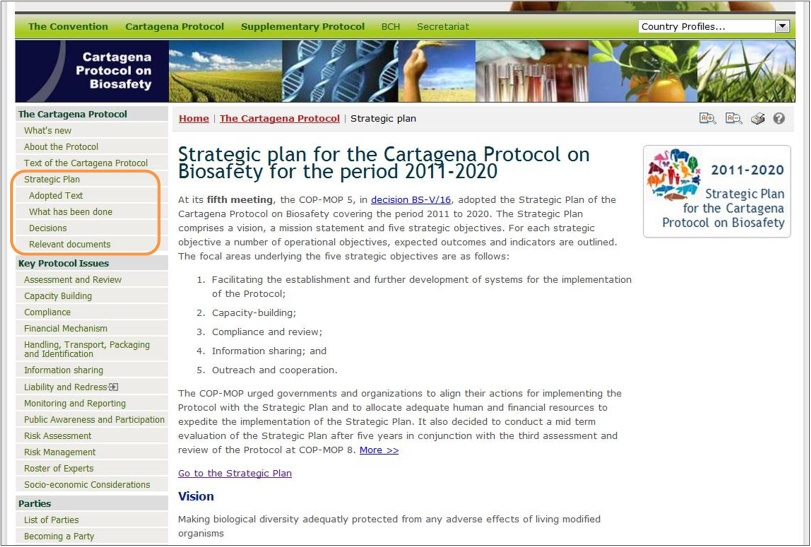 The Convention Cartagena Protocol Supplementary Protocol BCH Secretariat Country Profiles...
Cartagena
Protocol on
Biosafety
The Cartagena Protocol
What's new
About the Protocol
Text of the Cartagena Protocol
Strategic Plan
Adopted Text
What has been done
Decisions
Relevant documents
Key Protocol Issues
Assessment and Review
Capacity Building
Compliance
Financial Mechanism
Handling, Transport, Packaging
and Identification
Information sharing
Liability and Redress
Monitoring and Reporting
Public Awareness and Participation
Risk Assessment
Risk Management
Roster of Experts
Socio-economic Considerations
Parties
List of Parties
Becoming a Party
Home | The Cartagena Protocol | Strategic plan
Strategic plan for the Cartagena Protocol on
Biosafety for the period 2011-2020
At its fifth meeting, the COP-MOP 5, in decision BS-V/16, adopted the Strategic Plan of the
Cartagena Protocol on Biosafety covering the period 2011 to 2020. The Strategic Plan
comprises a vision, a mission statement and five strategic objectives. For each strategic
objective a number of operational objectives, expected outcomes and indicators are outlined.
The focal areas underlying the five strategic objectives are as follows:
1. Facilitating the establishment and further development of systems for the implementation
of the Protocol;
2. Capacity-building;
3. Compliance and review;
4. Information sharing; and
5. Outreach and cooperation.
The COP-MOP urged governments and organizations to align their actions for implementing the
Protocol with the Strategic Plan and to allocate adequate human and financial resources to
expedite the implementation of the Strategic Plan. It also decided to conduct a mid term
evaluation of the Strategic Plan after five years in conjunction with the third assessment and
review of the Protocol at COP-MOP 8. More >>
Go to the Strategic Plan
Vision
Making biological diversity adequatly protected from any adverse effects of living modified
organisms
2011-2020
Strategic Plan
for the Cartagena
Protocol on Biosafety